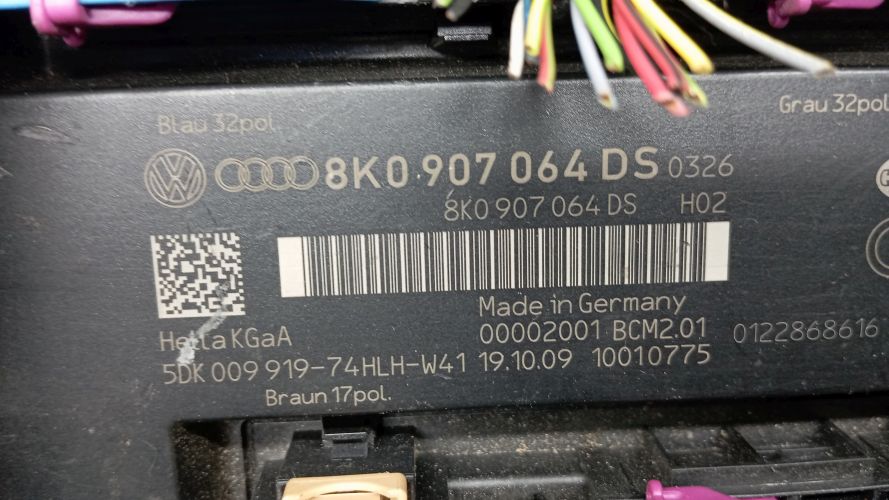 Blau 32pol.
Grau 32pol
8K0 907 064 DS 0326
8K0 907 064 DS H02
Made in Germany
Hella KGaA
00002001 BCM2.01
0122868616
5DK 009 919-74HLH-W41 19.10.09 10010775
Braun 17pol.